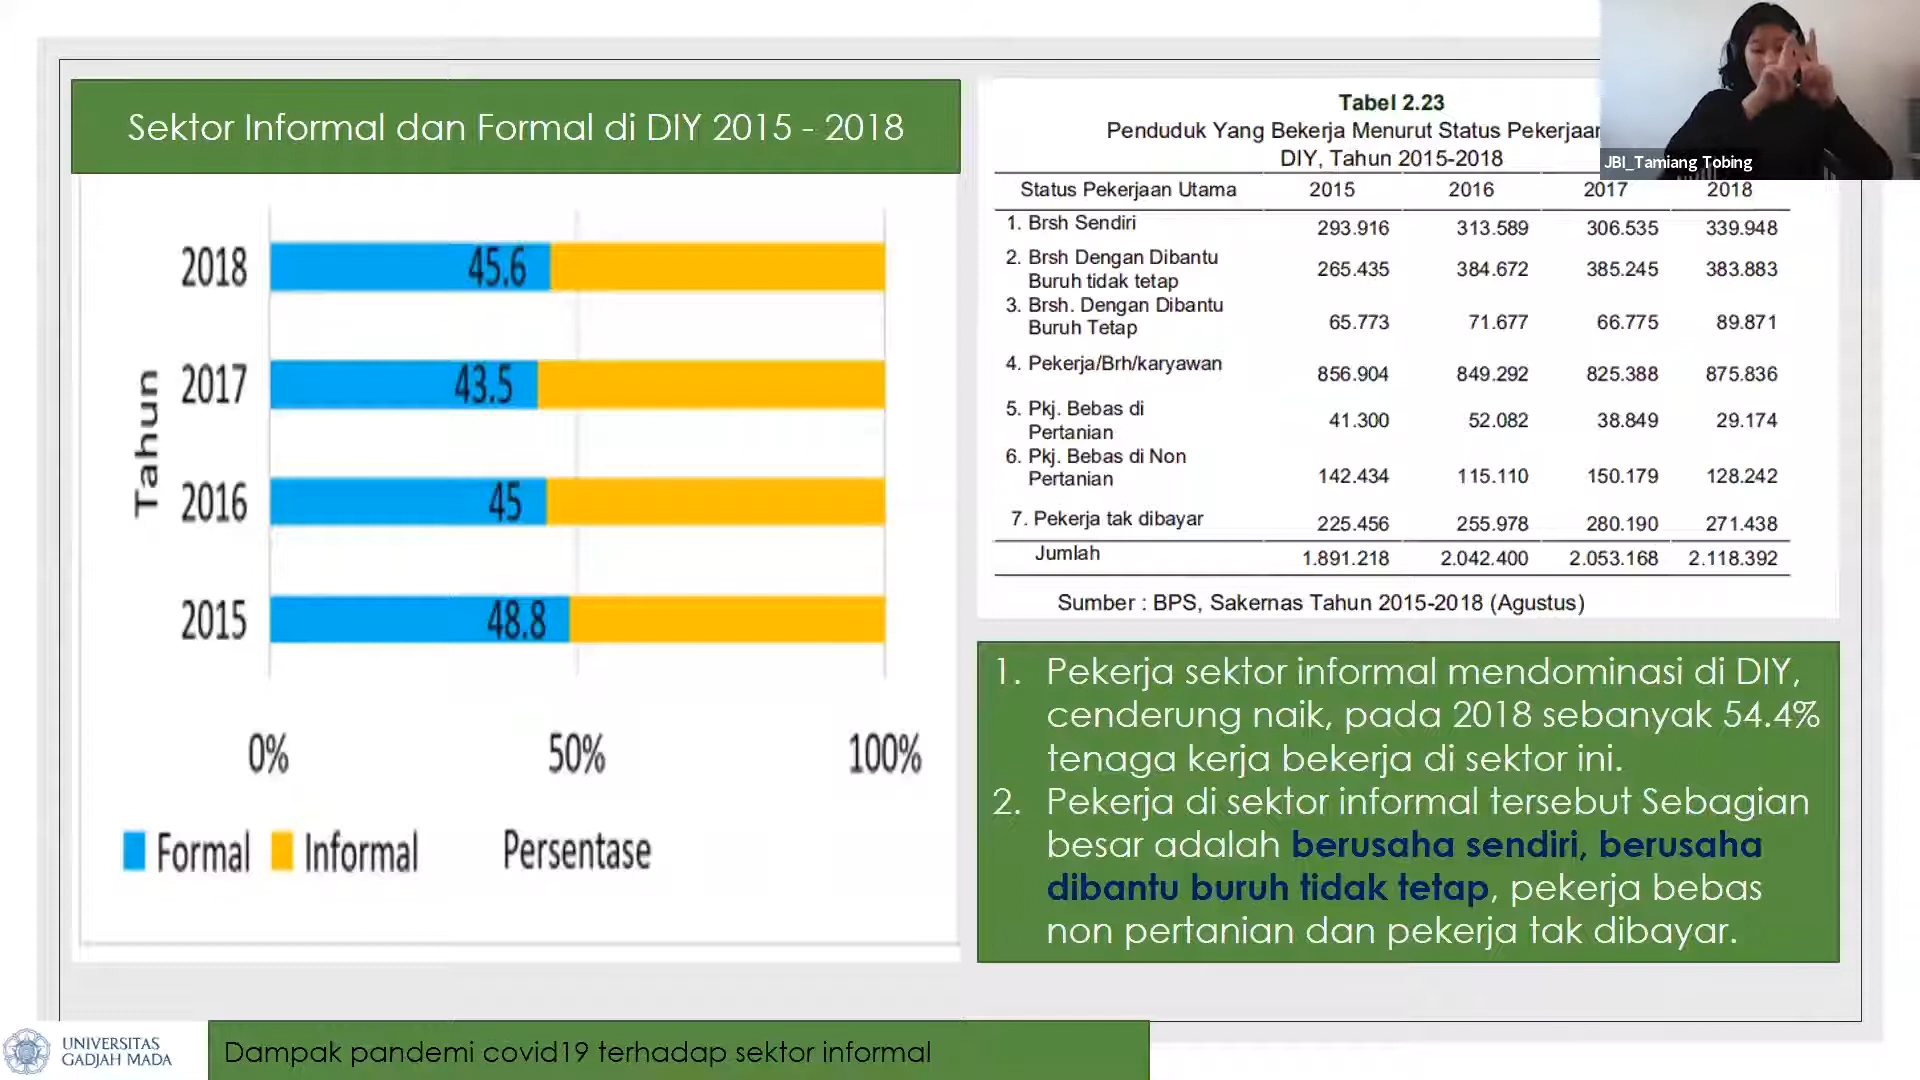 Sektor Informal dan Formal di DIY 2015 - 2018
Tahun
2018
45.6
2017
43.5
2016
45
2015
48.8
0% 50% 100%
Formal Informal Persentase
Tabel 2.23
Penduduk Yang Bekerja Menurut Status
DIY, Tahun 2015-2018
Status Pekerjaan Utama 2015 2016 2017 2018
1. Brsh Sendiri 293.916 313.589 306.535 339.948
2. Brsh Dengan Dibantu
Buruh tidak tetap 265.435 384.672 385.245 383.883
3. Brsh. Dengan Dibantu
Buruh Tetap 65.773 71.677 66.775 89.871
4. Pekerja/Brh/karyawan 856.904 849.292 825.388 875.836
5. Pkj. Bebas di
Pertanian 41.300 52.082 38.849 29.174
6. Pkj. Bebas di Non
Pertanian 142.434 115.110 150.179 128.242
7. Pekerja tak dibayar 225.456 255.978 280.190 271.438
Jumlah 1.891.218 2.042.400 2.053.168 2.118.392
Sumber : BPS, Sakernas Tahun 2015-2018 (Agustus)
JBI_Tamiang Tobing
1. Pekerja sektor informal mendominasi di DIY,
cenderung naik, pada 2018 sebanyak 54.4%
tenaga kerja bekerja di sektor ini.
2. Pekerja di sektor informal tersebut Sebagian
besar adalah berusaha sendiri, berusaha
dibantu buruh tidak tetap, pekerja bebas
non pertanian dan pekerja tak dibayar.
UNIVERSITAS
GADJAH MADA
Dampak pandemi covid19 terhadap sektor informal